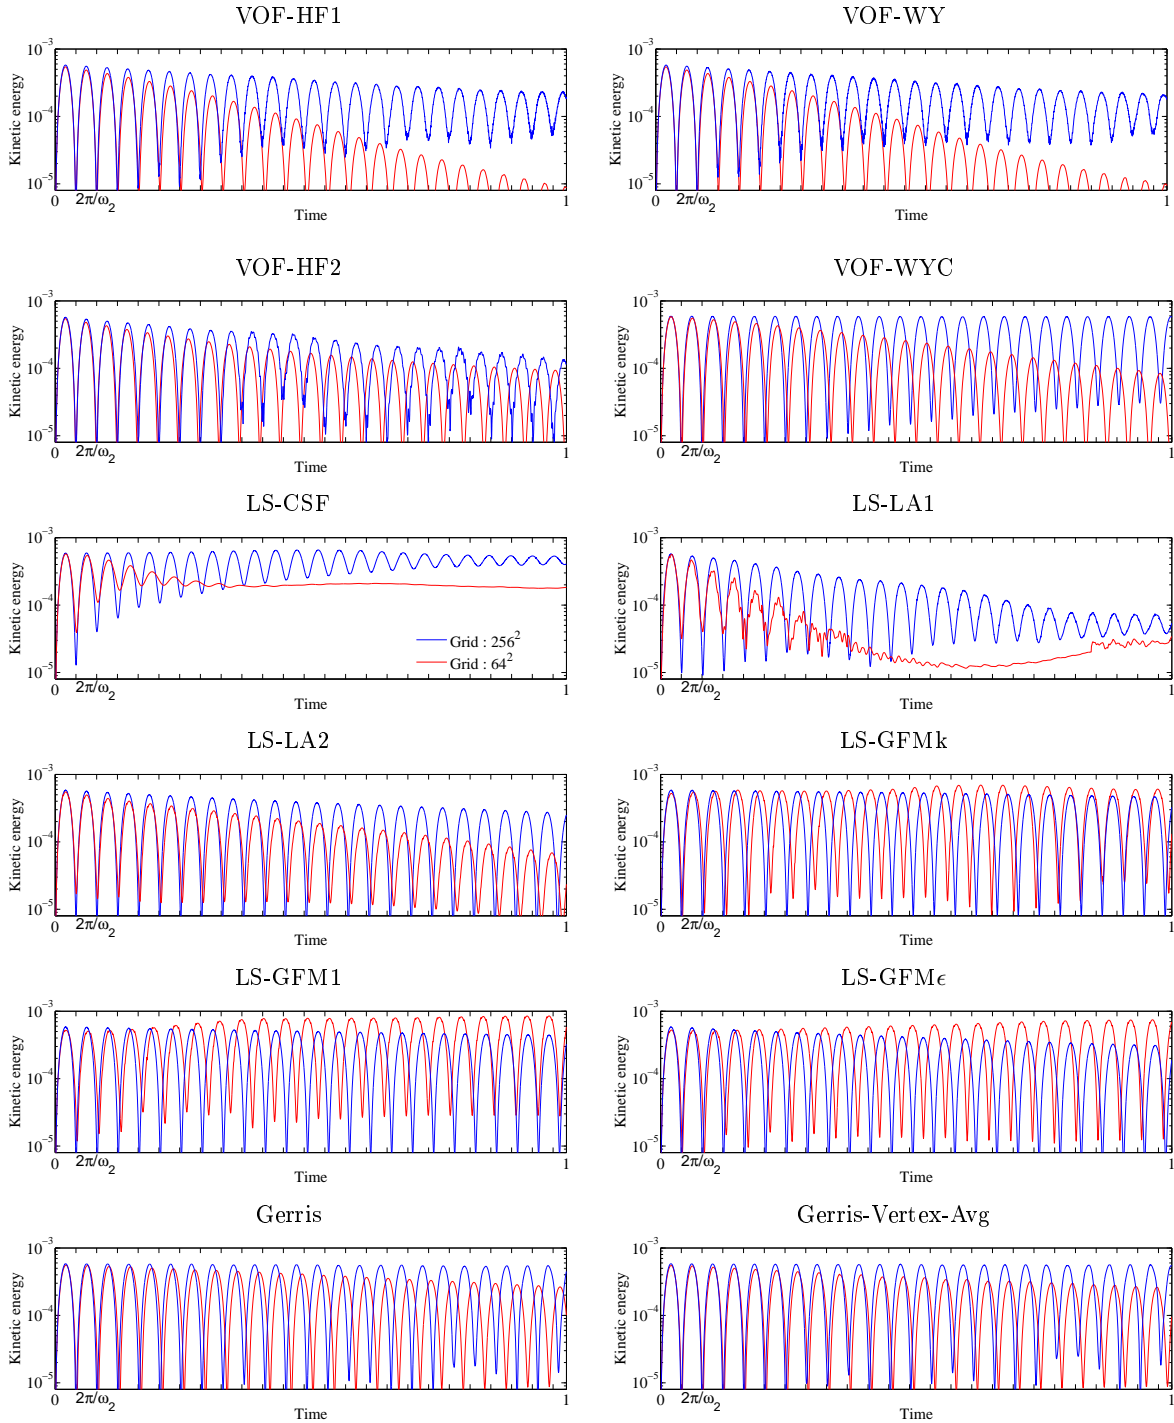 VOF-HF1
Kinetic energy
10⁻³
10⁻⁴
10⁻⁵
0
2π/ω₂
1
Time
VOF-WY
Kinetic energy
10⁻³
10⁻⁴
10⁻⁵
0
2π/ω₂
1
Time
VOF-HF2
Kinetic energy
10⁻³
10⁻⁴
10⁻⁵
0
2π/ω₂
1
Time
VOF-WYC
Kinetic energy
10⁻³
10⁻⁴
10⁻⁵
0
2π/ω₂
1
Time
LS-CSF
Kinetic energy
10⁻³
10⁻⁴
10⁻⁵
Grid : 256²
Grid : 64²
0
2π/ω₂
1
Time
LS-LA1
Kinetic energy
10⁻³
10⁻⁴
10⁻⁵
0
2π/ω₂
1
Time
LS-LA2
Kinetic energy
10⁻³
10⁻⁴
10⁻⁵
0
2π/ω₂
1
Time
LS-GFMk
Kinetic energy
10⁻³
10⁻⁴
10⁻⁵
0
2π/ω₂
1
Time
LS-GFM1
Kinetic energy
10⁻³
10⁻⁴
10⁻⁵
0
2π/ω₂
1
Time
LS-GFMϵ
Kinetic energy
10⁻³
10⁻⁴
10⁻⁵
0
2π/ω₂
1
Time
Gerris
Kinetic energy
10⁻³
10⁻⁴
10⁻⁵
0
2π/ω₂
1
Time
Gerris-Vertex-Avg
Kinetic energy
10⁻³
10⁻⁴
10⁻⁵
0
2π/ω₂
1
Time